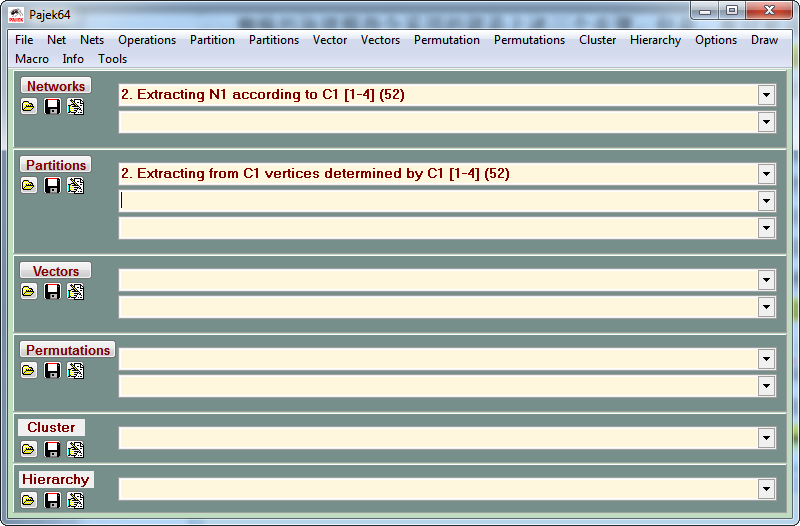 Pajek64
File Net Nets Operations Partition Partitions Vector Vectors Permutation Permutations Cluster Hierarchy Options Draw
Macro Info Tools
Networks
2. Extracting N1 according to C1 [1-4] (52)
Partitions
2. Extracting from C1 vertices determined by C1 [1-4] (52)
Vectors
Permutations
Cluster
Hierarchy